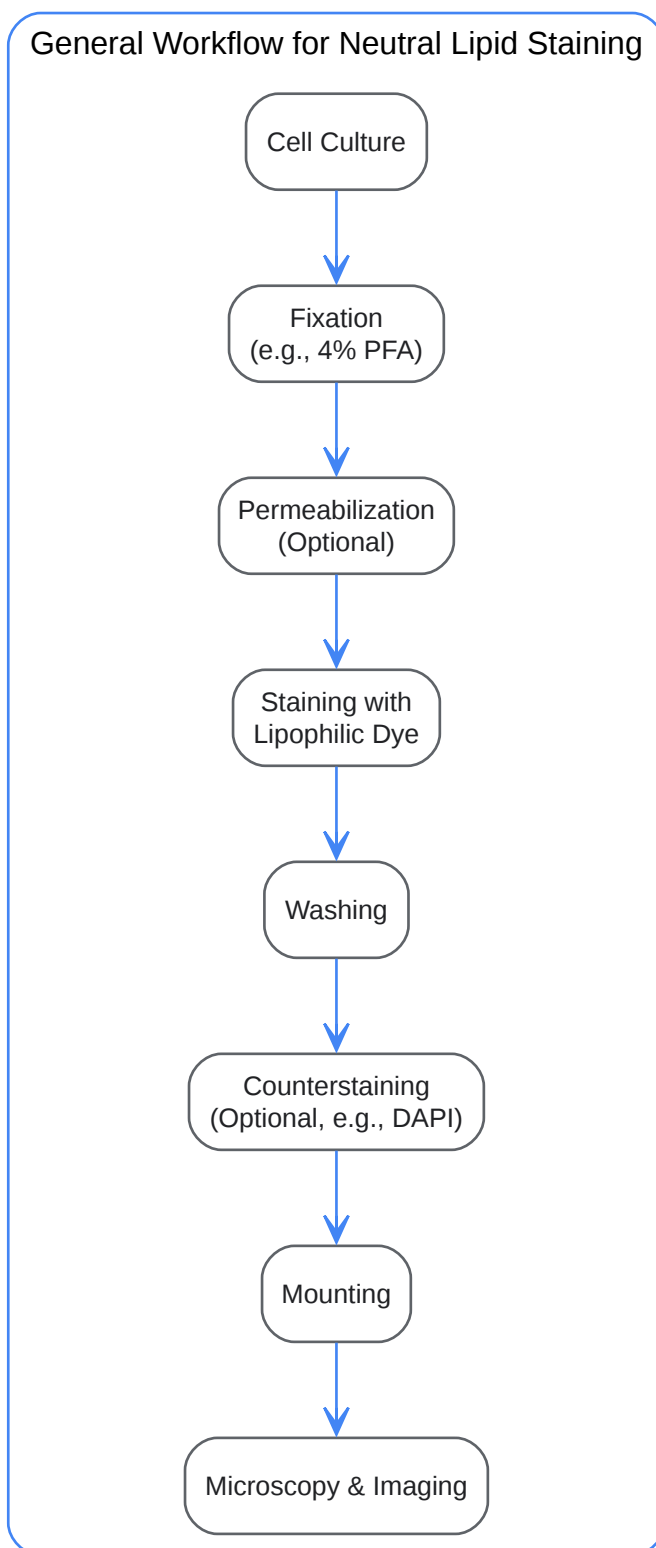 General Workflow for Neutral Lipid Staining
Cell Culture
Fixation
(e.g., 4% PFA)
Permeabilization
(Optional)
Staining with
Lipophilic Dye
Washing
Counterstaining
(Optional, e.g., DAPI)
Mounting
Microscopy & Imaging